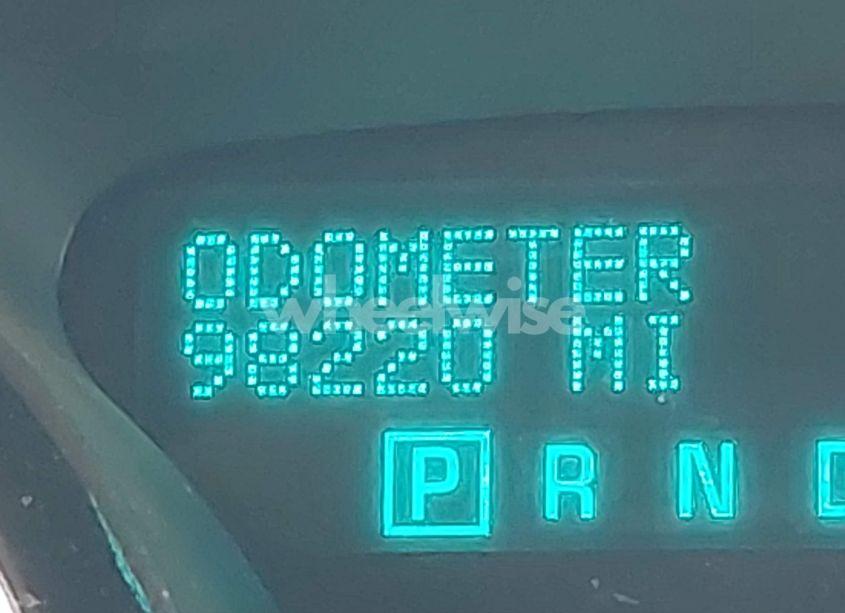 ODOMETER
98220 MI
P R N
wheelwise